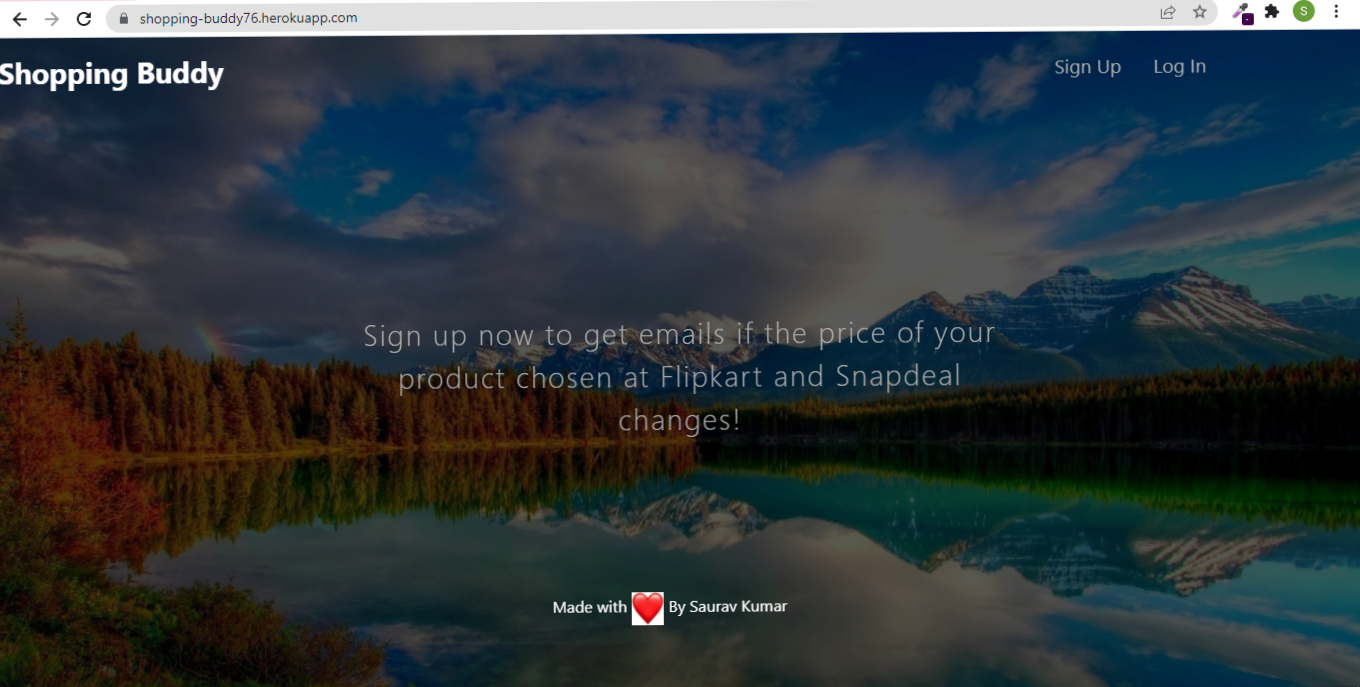 shopping-buddy76.herokuapp.com
S
Shopping Buddy
Sign Up
Log In
Sign up now to get emails if the price of your
product chosen at Flipkart and Snapdeal
changes!
Made with ❤️ By Saurav Kumar